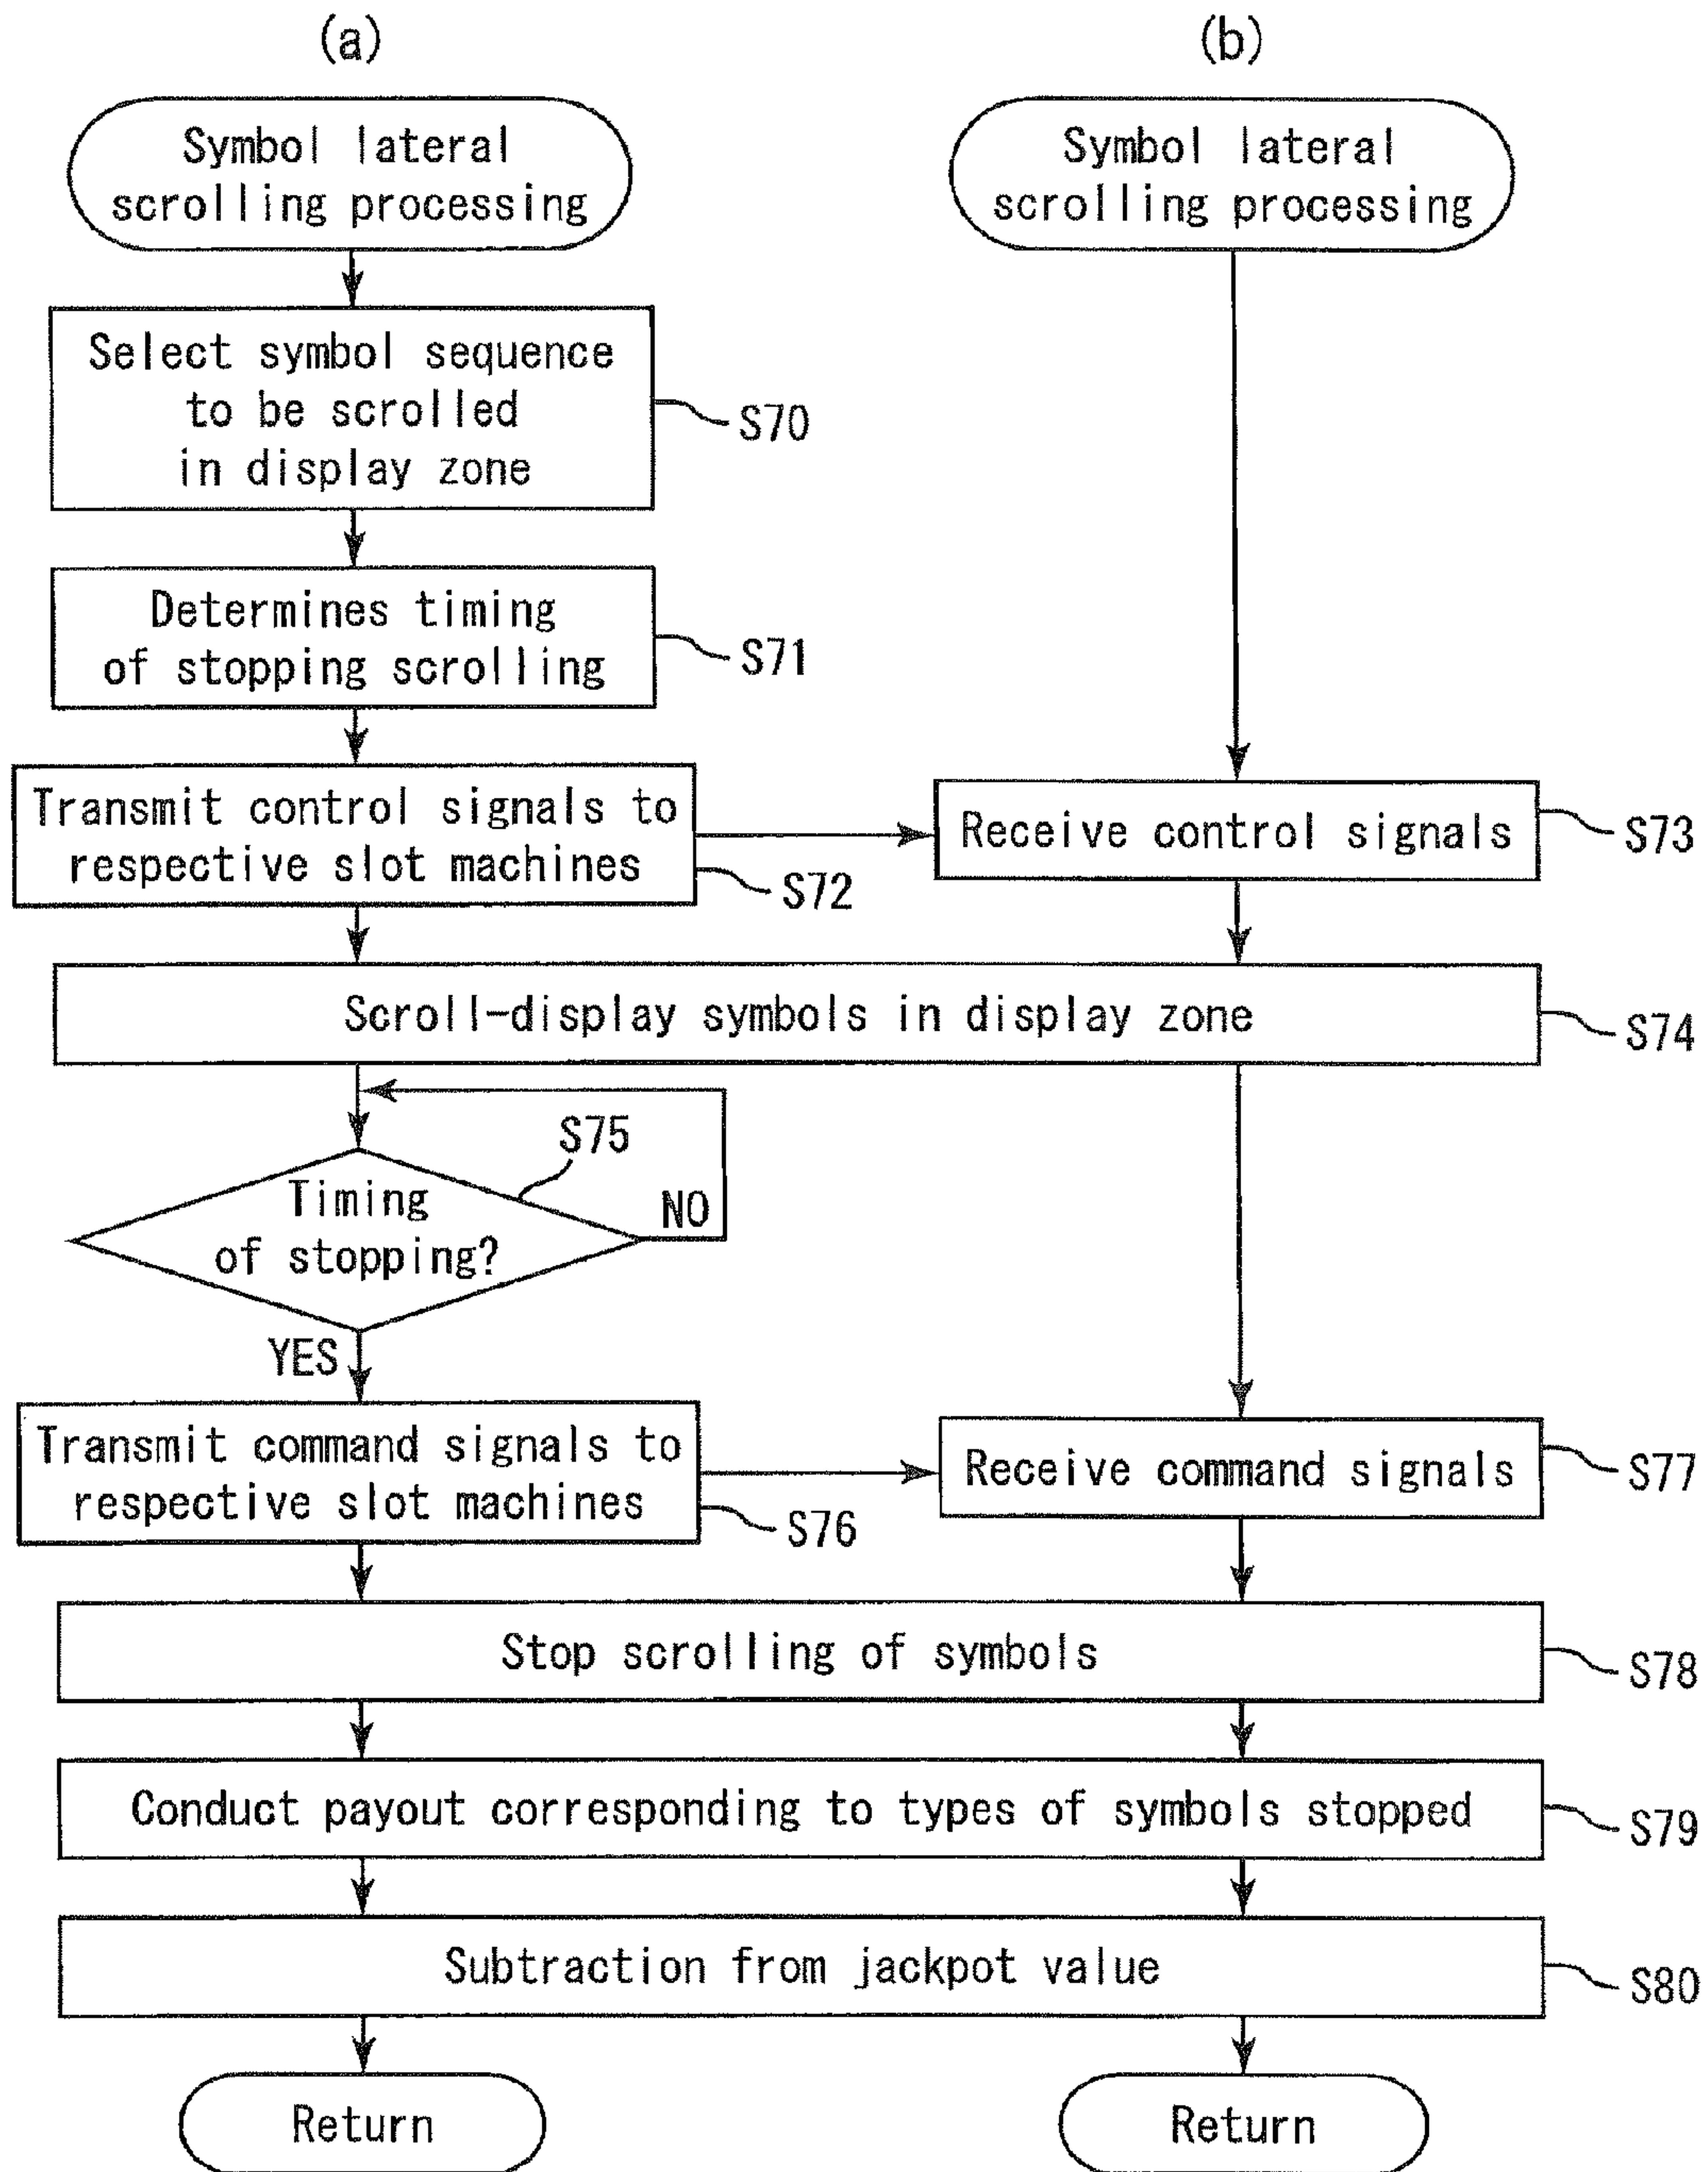 (a)
(b)
Symbol lateral
scrolling processing
Symbol lateral
scrolling processing
Select symbol sequence
to be scrolled
in display zone
S70
Determines timing
of stopping scrolling
S71
Transmit control signals to
respective slot machines
S72
Receive control signals
S73
Scroll-display symbols in display zone
S74
S75
Timing
of stopping?
NO
YES
Transmit command signals to
respective slot machines
S76
Receive command signals
S77
Stop scrolling of symbols
S78
Conduct payout corresponding to types of symbols stopped
S79
Subtraction from jackpot value
S80
Return
Return